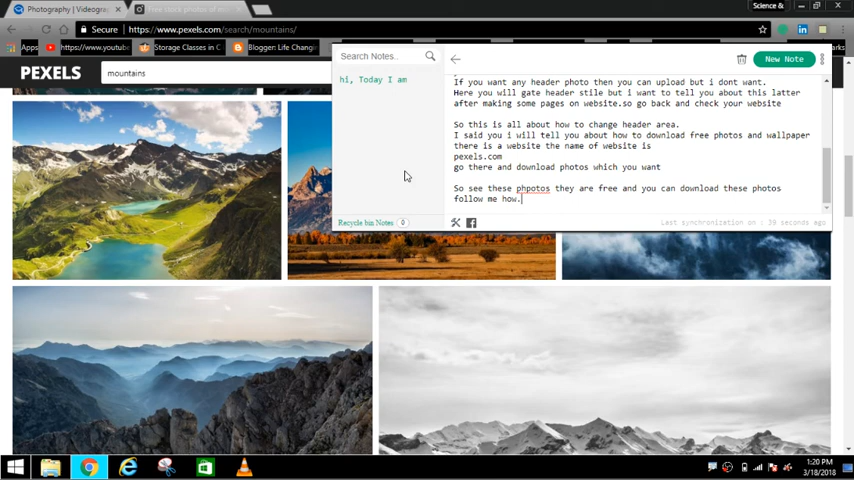 Photography | Videograp
Free stock photos of m
Science &
Secure
https://www.pexels.com/search/mountains/
Apps
https://www.youtube
Storage Classes in C
Blogger Life Changi
PEXELS
mountains
Search Notes..
New Note
hi, Today I am
If you want any header photo then you can upload but i dont want.
Here you will gate header stile but i want to tell you about this latter
after making some pages on website.so go back and check your website
So this is all about how to change header area.
I said you i will tell you about how to download free photos and wallpaper
there is a website the name of website is
pexels.com
go there and download photos which you want
So see these phpotos they are free and you can download these photos
follow me how.
Recycle bin Notes 0
Last synchronization on : 39 seconds ago
1:20 PM
3/18/2018